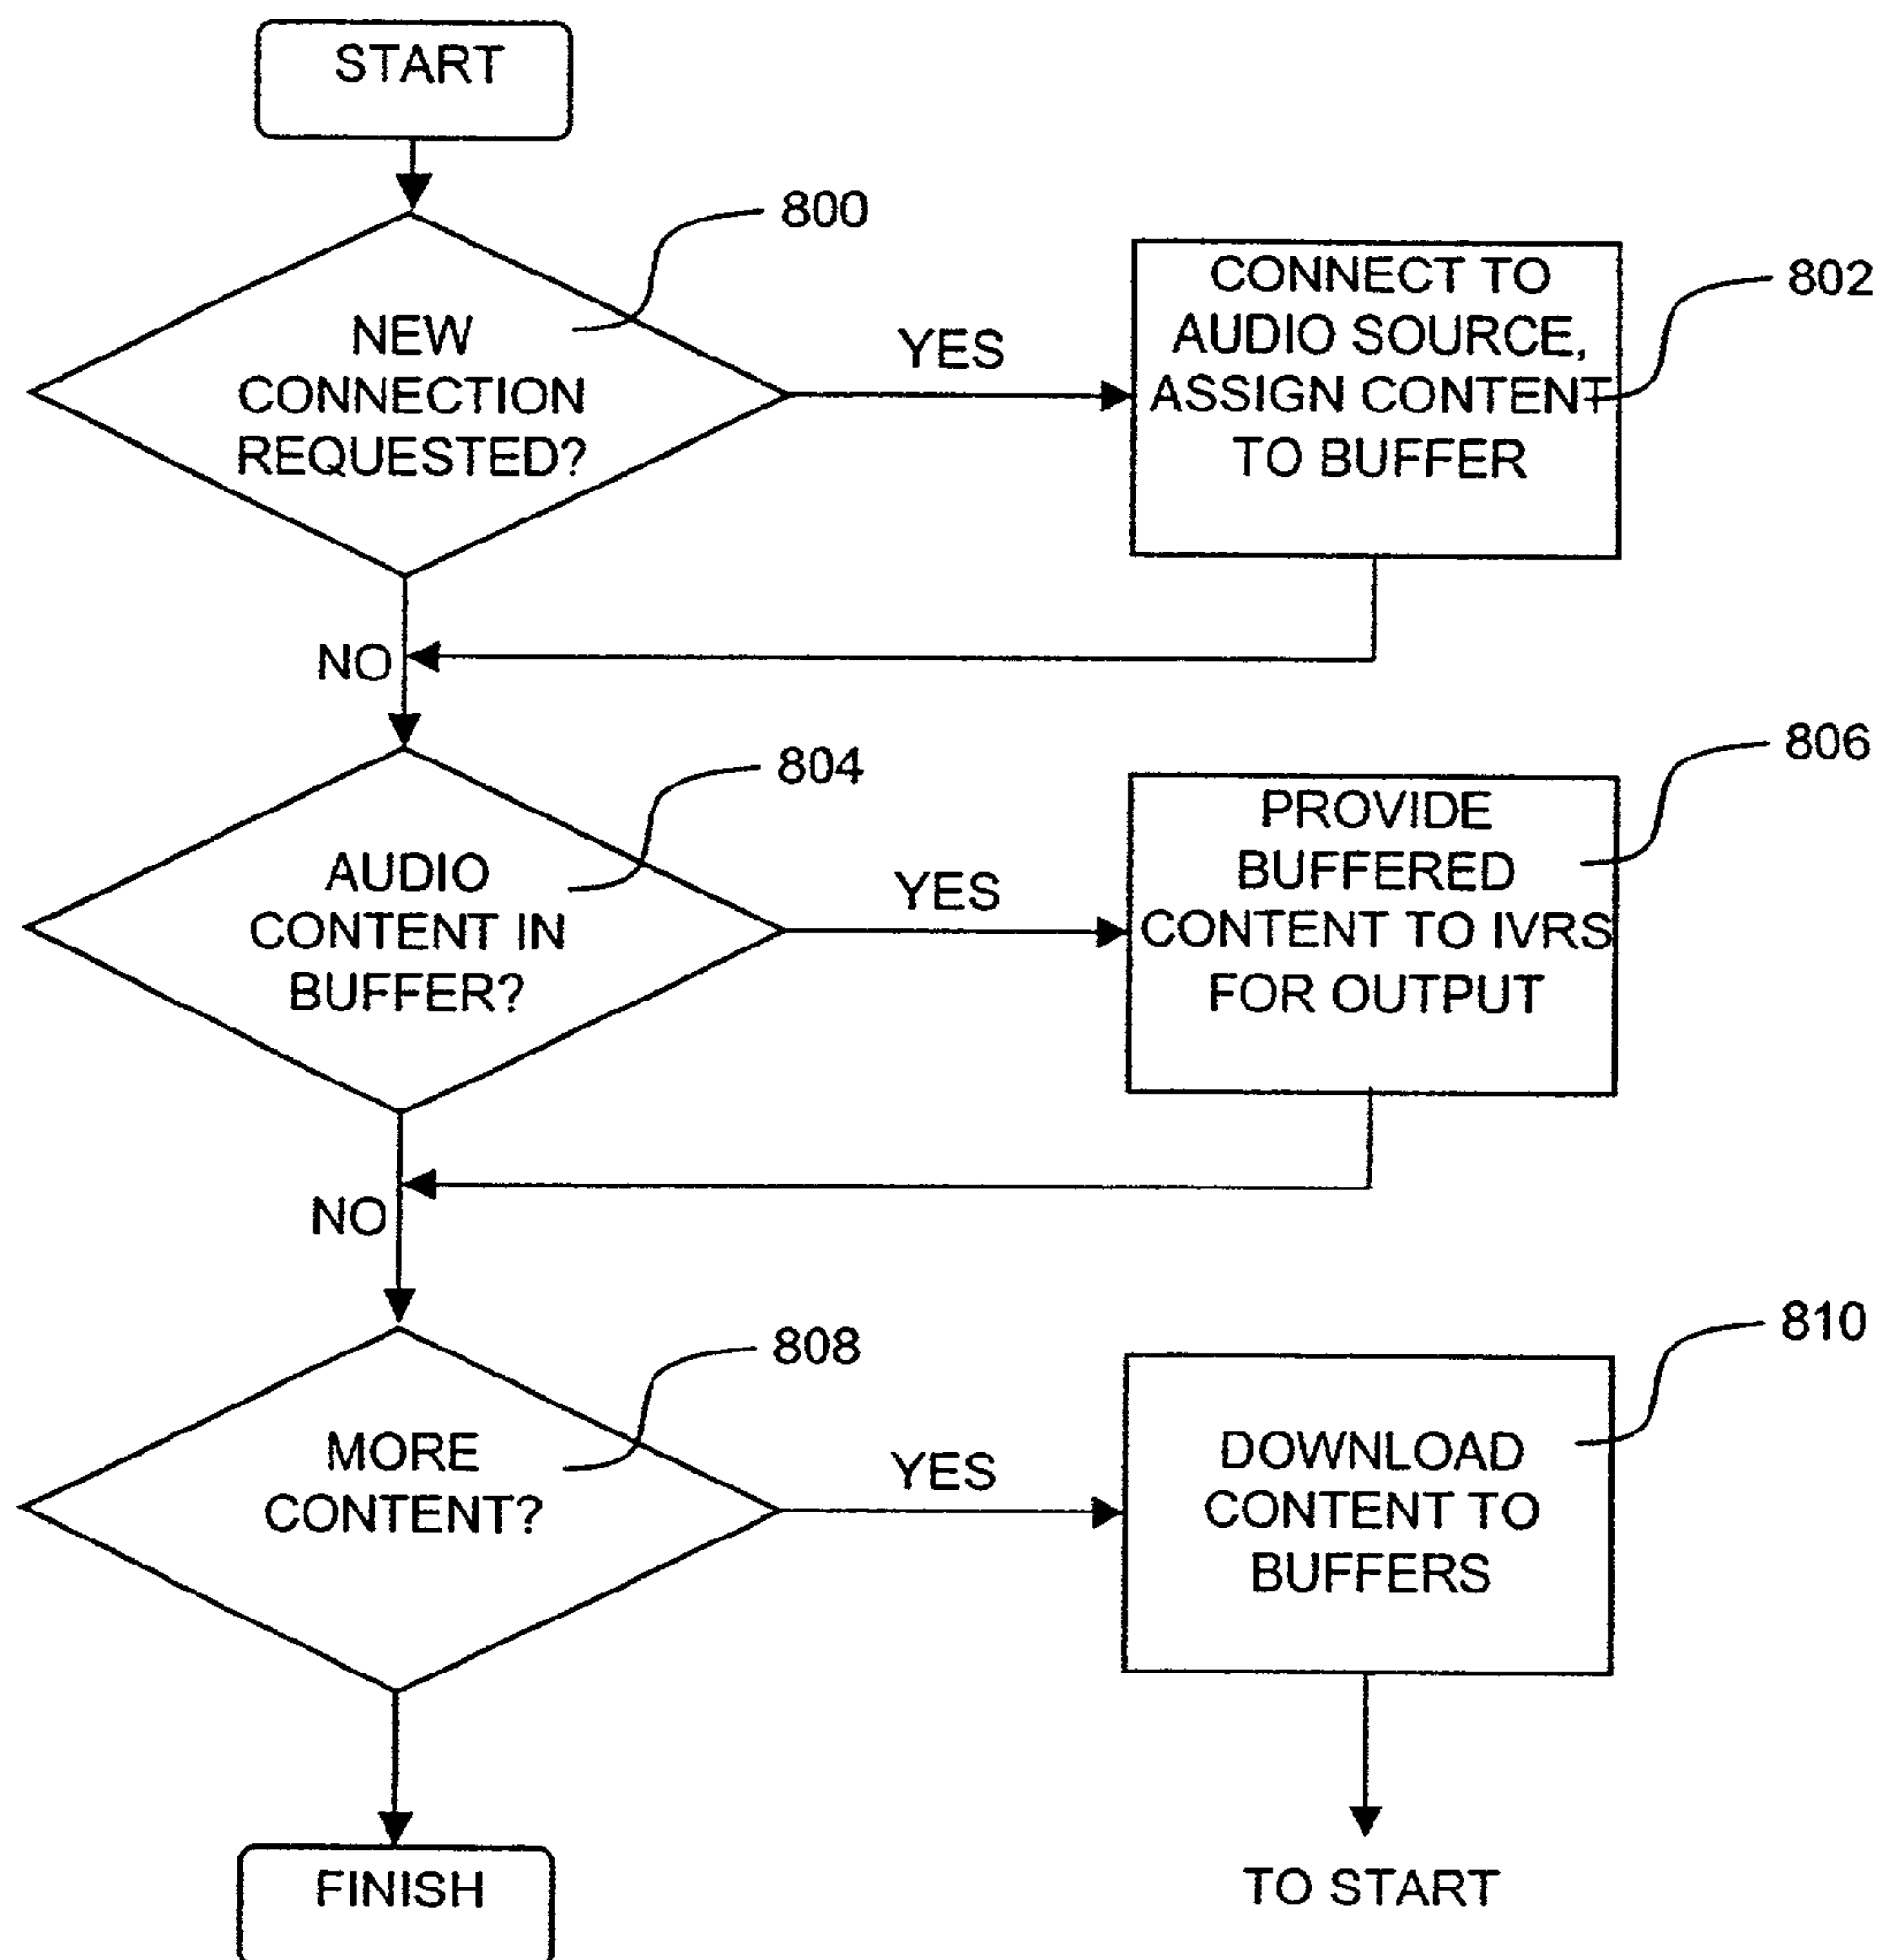 START
800
NEW
CONNECTION
REQUESTED?
YES
CONNECT TO
AUDIO SOURCE,
ASSIGN CONTENT
TO BUFFER
802
NO
804
AUDIO
CONTENT IN
BUFFER?
YES
PROVIDE
BUFFERED
CONTENT TO IVRS
FOR OUTPUT
806
NO
808
MORE
CONTENT?
YES
DOWNLOAD
CONTENT TO
BUFFERS
810
FINISH
TO START